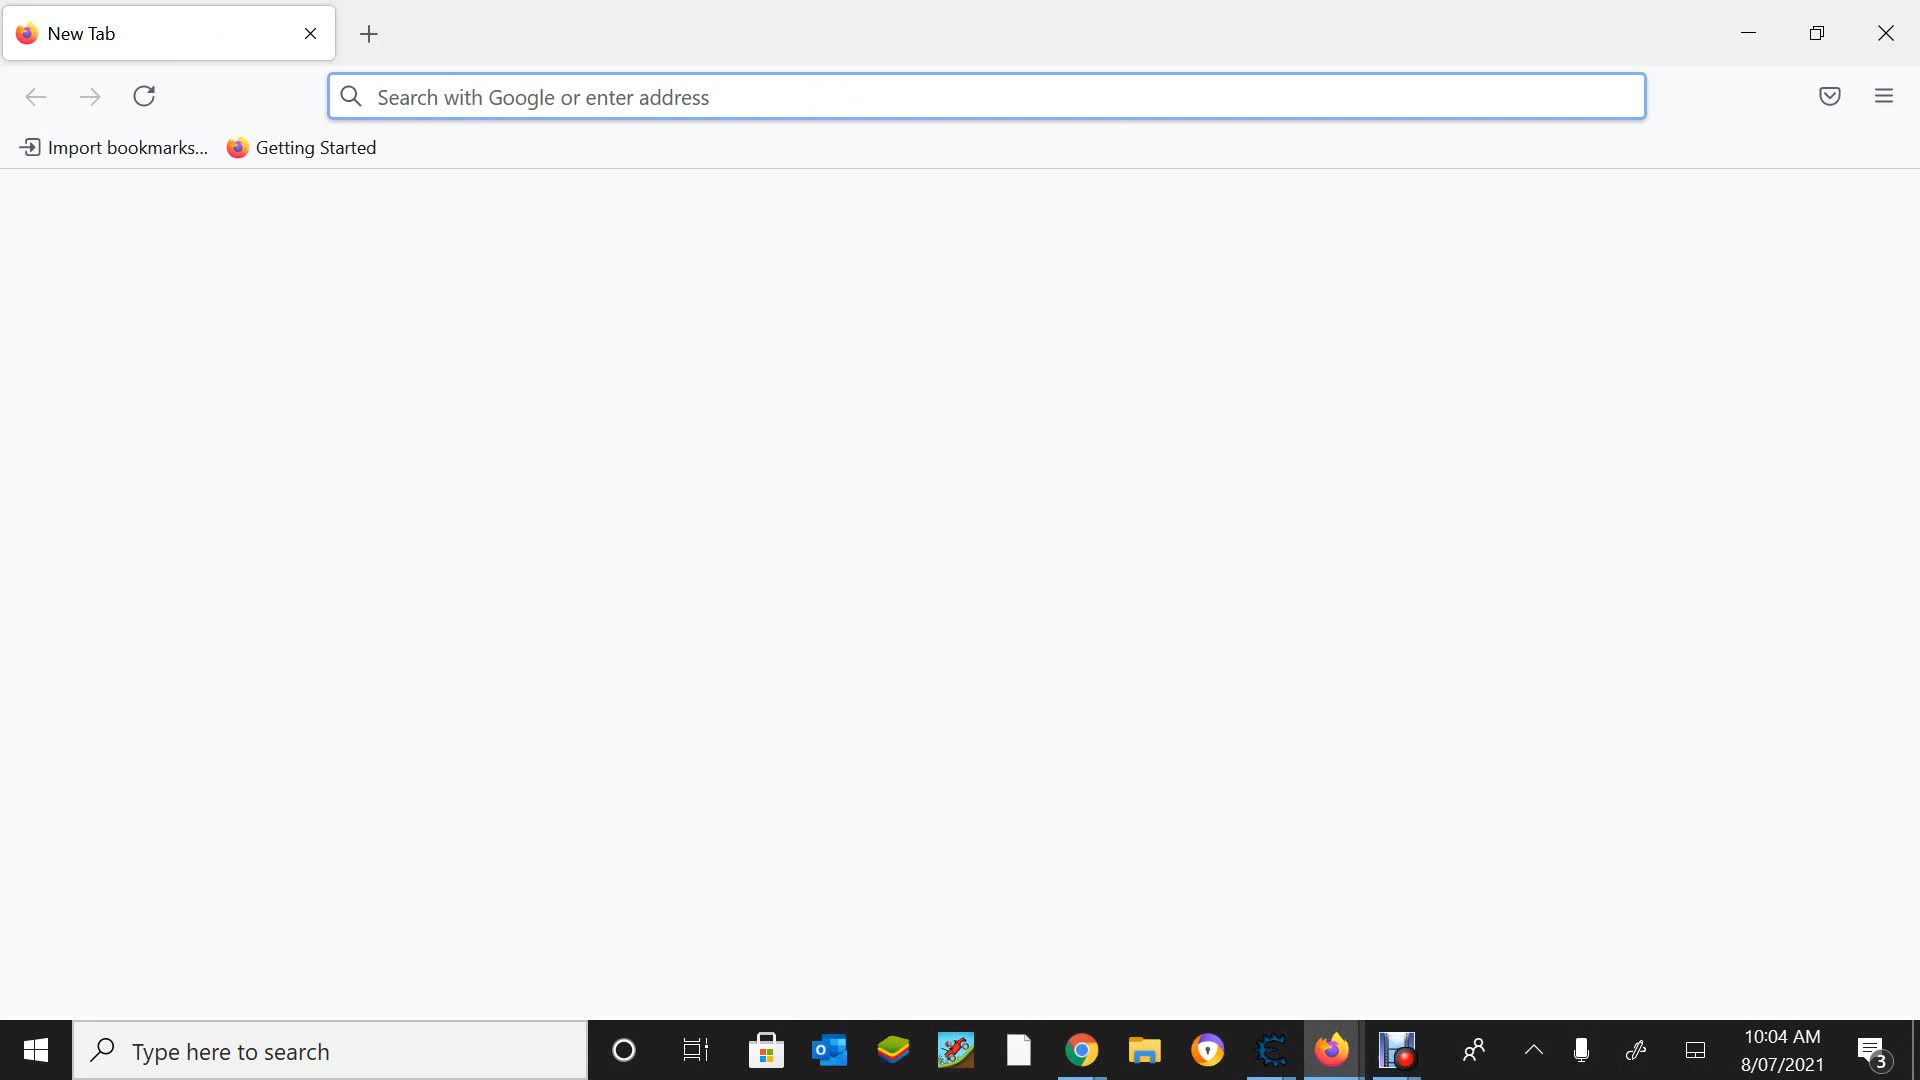 New Tab
Search with Google or enter address
Import bookmarks... Getting Started
Type here to search
10:04 AM
8/07/2021
3